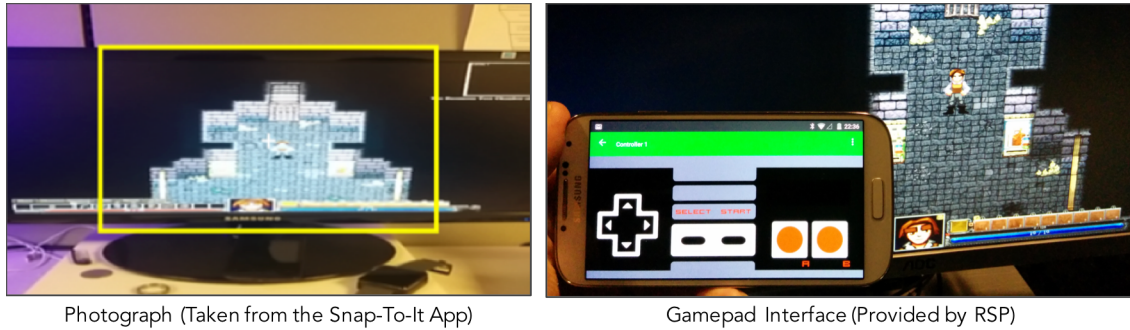 SAMSUNG
SAMSUNG
22:36
Controller 1
SELECT START
A B
Photograph (Taken from the Snap-To-It App)
Gamepad Interface (Provided by RSP)